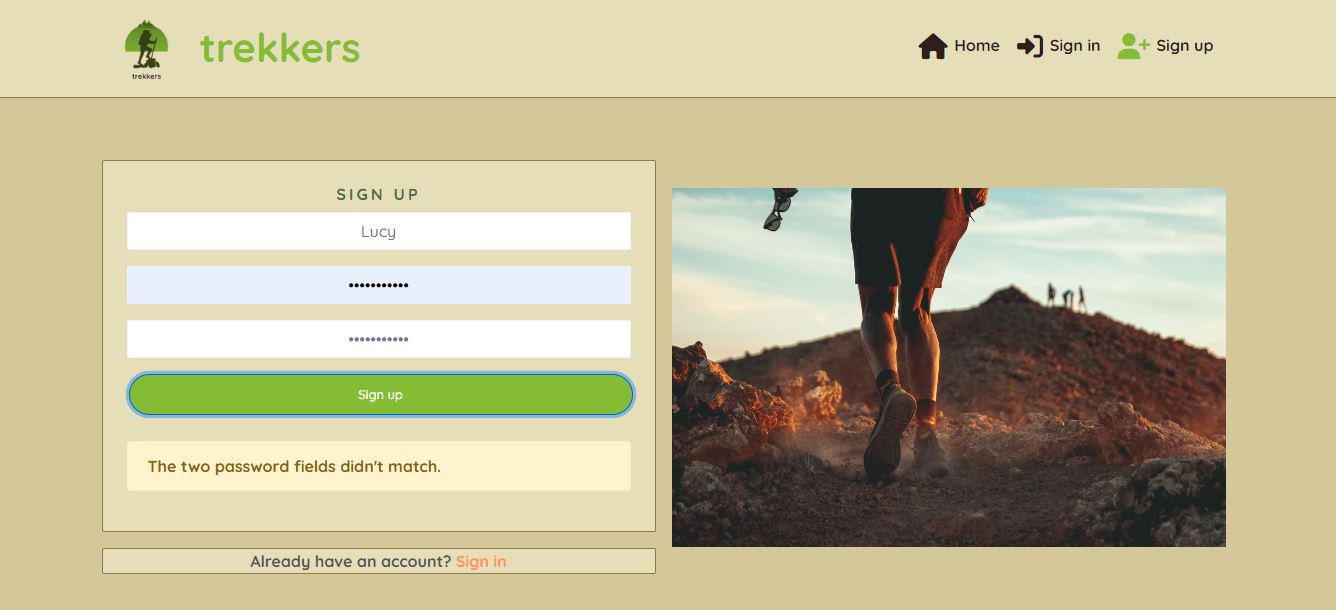 trekkers
trekkers
Home
Sign in
Sign up
SIGN UP
Lucy
•••••••••••
•••••••••••
Sign up
The two password fields didn't match.
Already have an account? Sign in